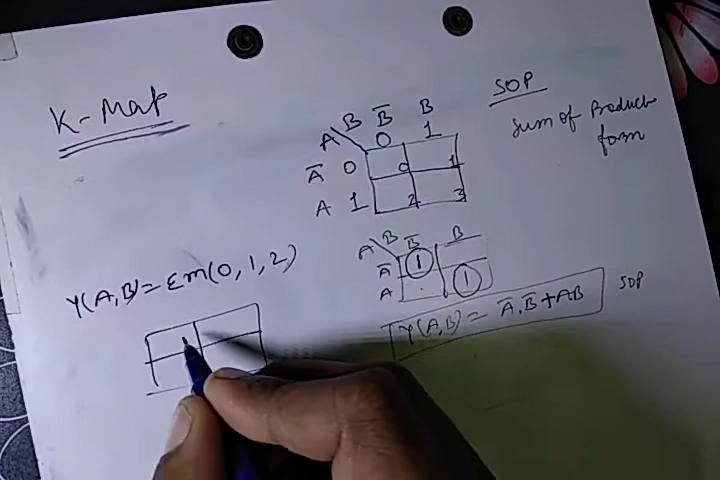 K-Map
SOP
Sum of Product
form
A B B̅ B
0 1
A̅ 0 0 1
A 1 2 3
Y(A,B)=Σm(0,1,2)
A B B̅ B
A̅ 1
A 1
Y(A,B)= A̅.B̅+AB
SOP